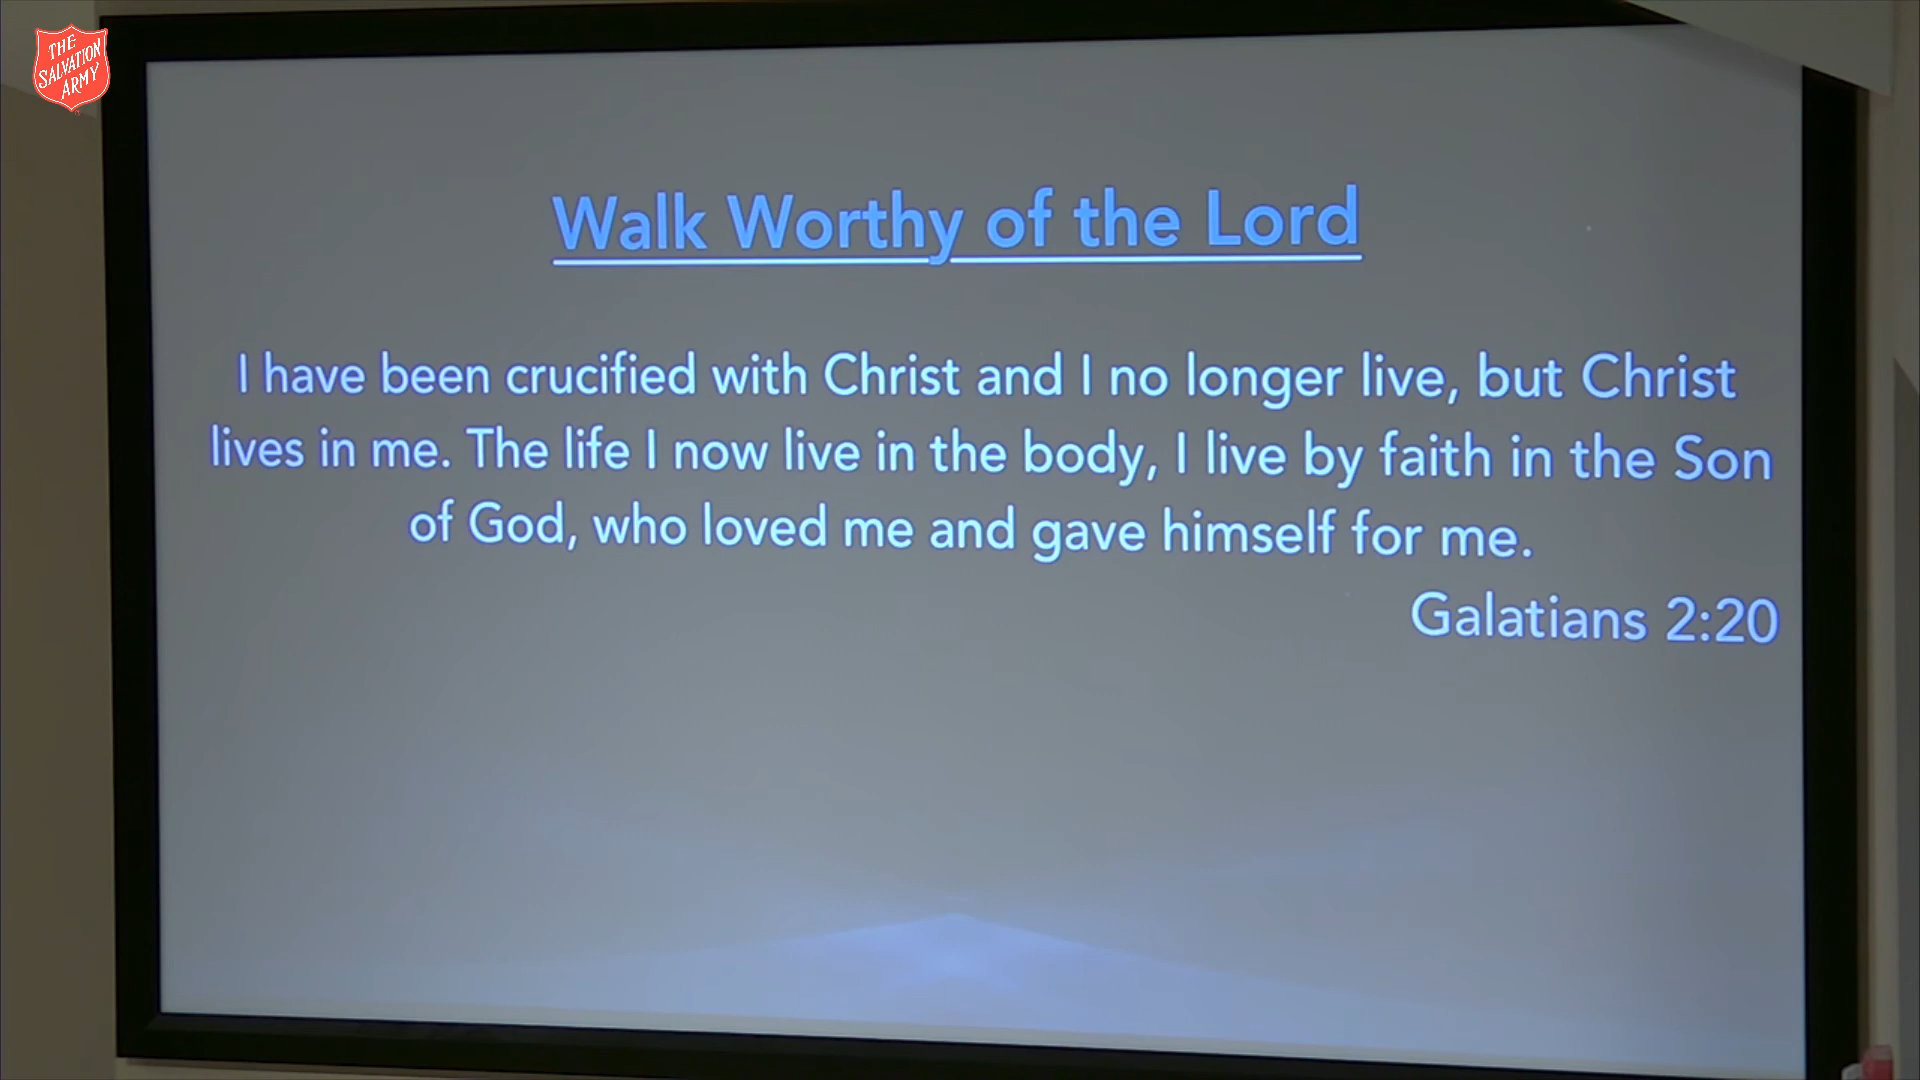 THE
SALVATION
ARMY
Walk Worthy of the Lord
I have been crucified with Christ and I no longer live, but Christ
lives in me. The life I now live in the body, I live by faith in the Son
of God, who loved me and gave himself for me.
Galatians 2:20